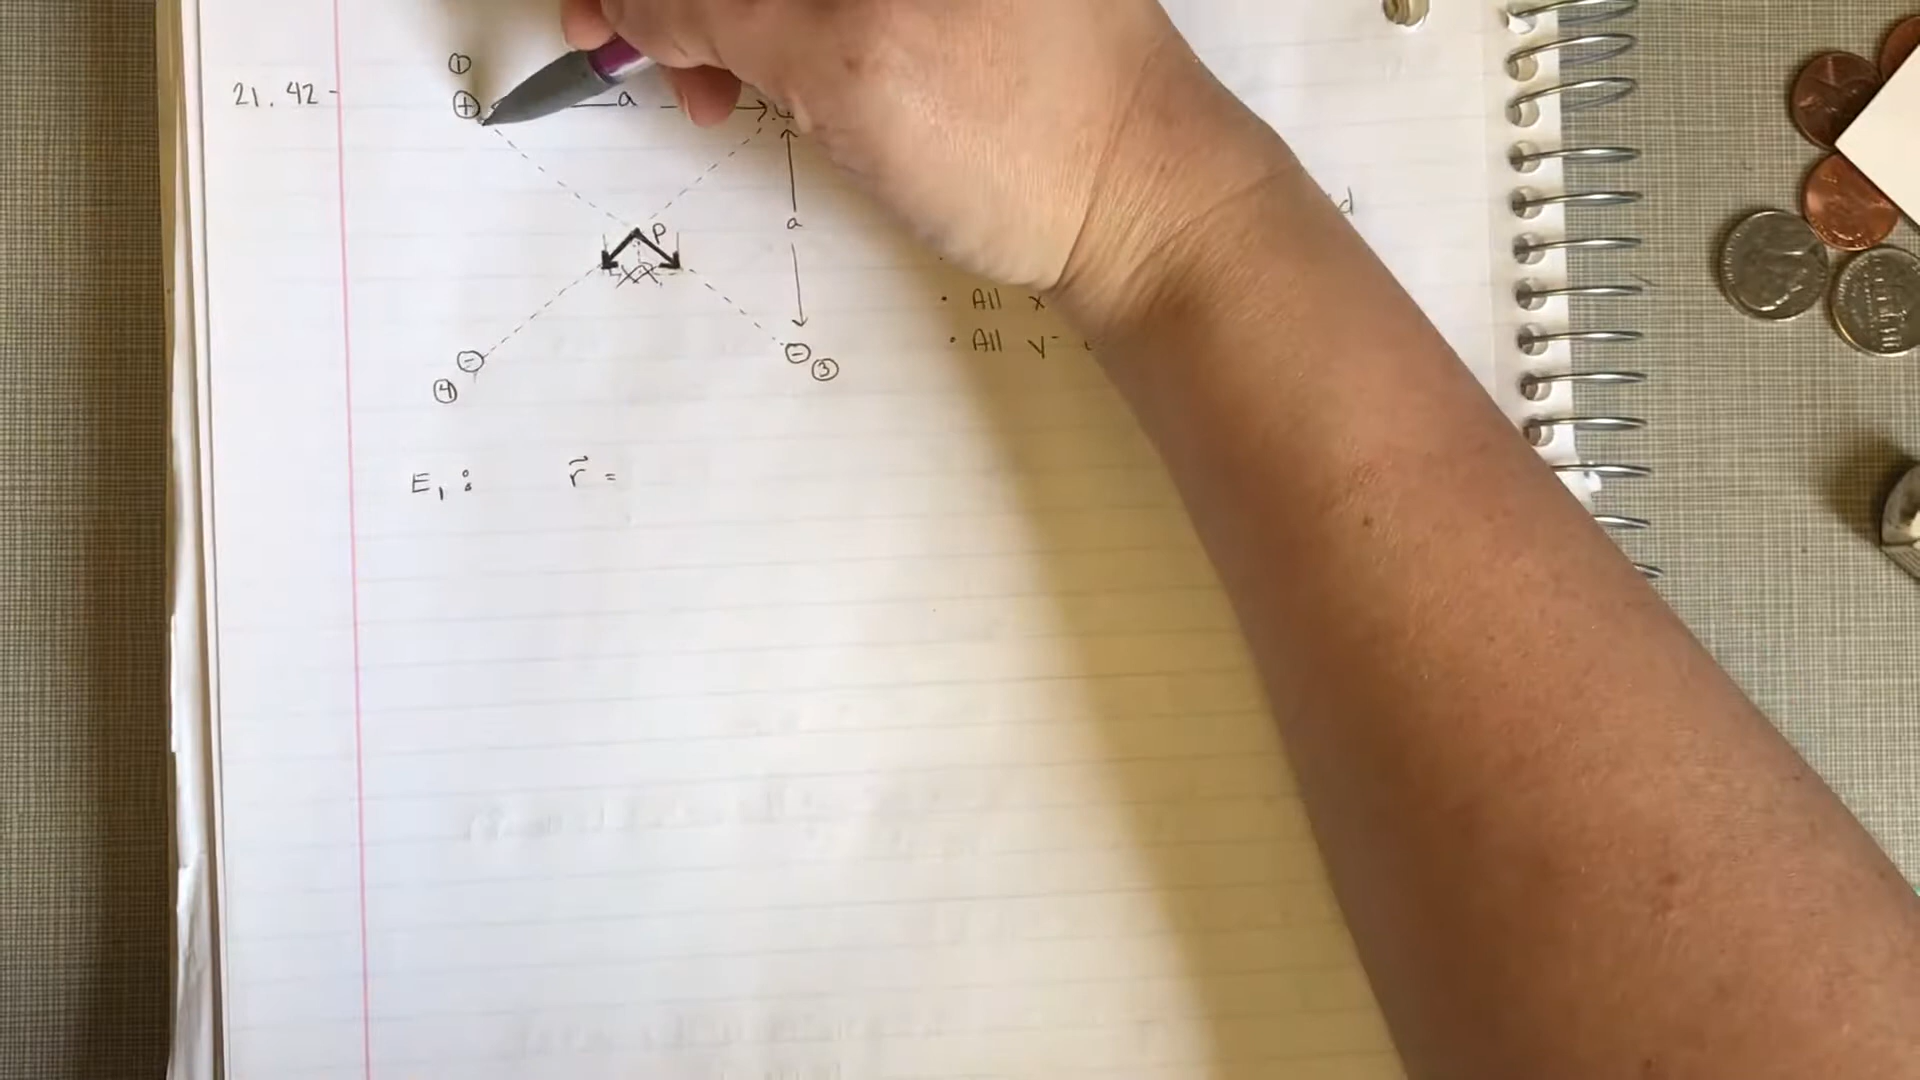 ①
21.42 - ⊕ a
a
P
d
• All x
• All y-
⊖ ⊖ ③
④
E₁ : r⃗ =